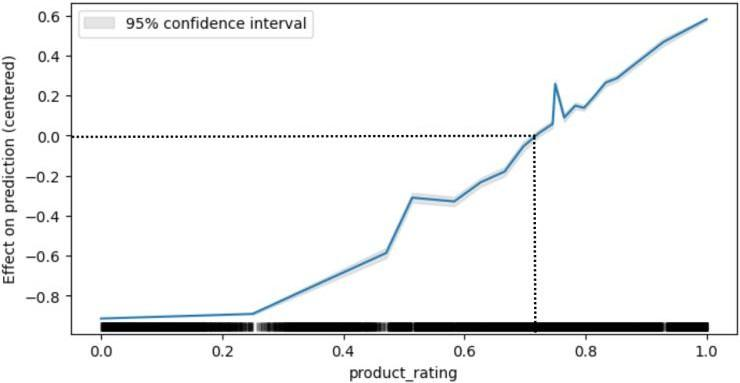 95% confidence interval
Effect on prediction (centered)
0.6
0.4
0.2
0.0
−0.2
−0.4
−0.6
−0.8
0.0 0.2 0.4 0.6 0.8 1.0
product_rating